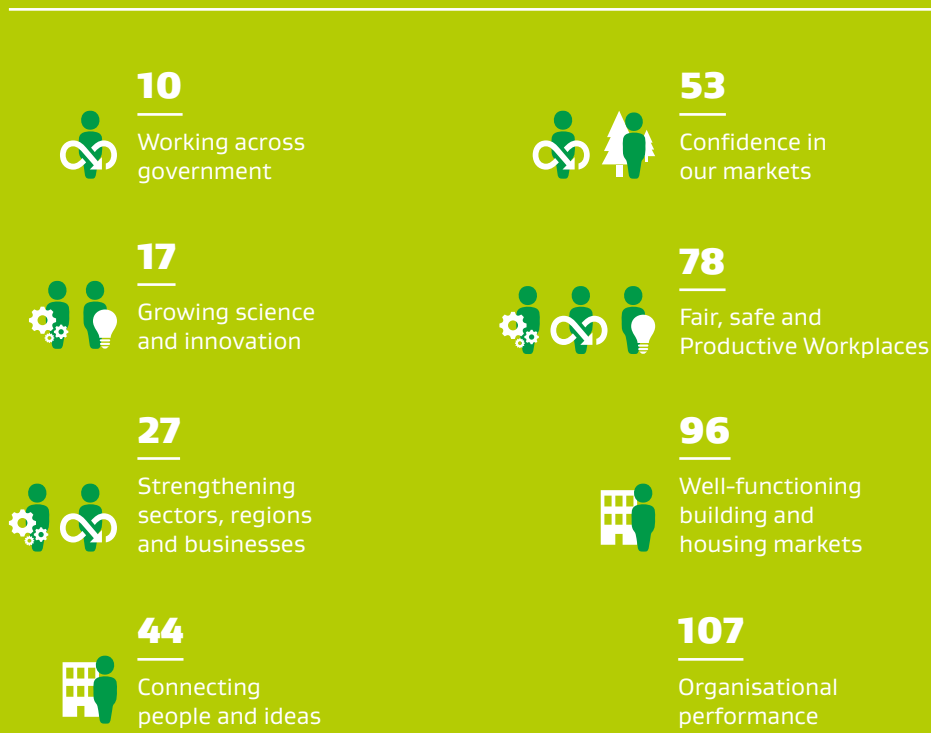 10
Working across
government
17
Growing science
and innovation
27
Strengthening
sectors, regions
and businesses
44
Connecting
people and ideas
53
Confidence in
our markets
78
Fair, safe and
Productive Workplaces
96
Well-functioning
building and
housing markets
107
Organisational
performance